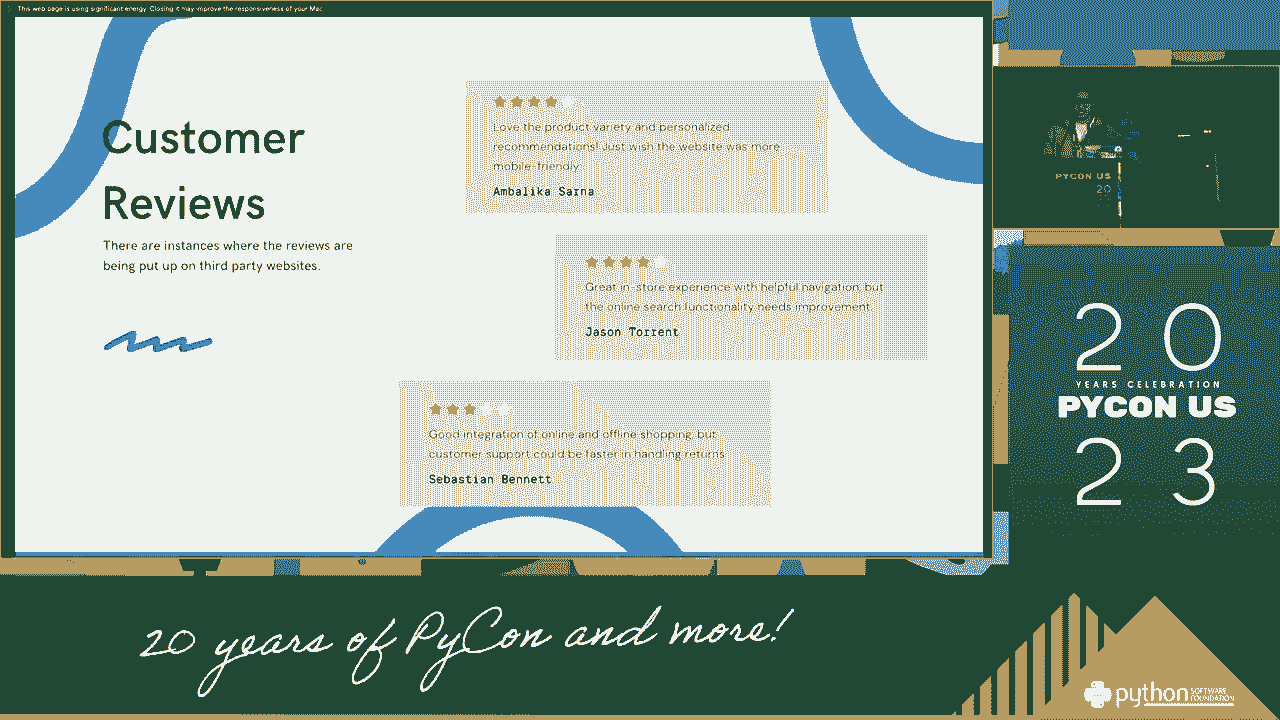 This web page is using significant energy. Closing it may improve the responsiveness of your Mac
Customer
Reviews
There are instances where the reviews are
being put up on third party websites.
Love the product variety and personalized
recommendations! Just wish the website was more
mobile-friendly.
Ambalika Sarna
Great in-store experience with helpful navigation, but
the online search functionality needs improvement.
Jason Torrent
Good integration of online and offline shopping, but
customer support could be faster in handling returns
Sebastian Bennett
PYCON US
20
20
YEARS CELEBRATION
PYCON US
23
20 years of PyCon and more!
python SOFTWARE
FOUNDATION